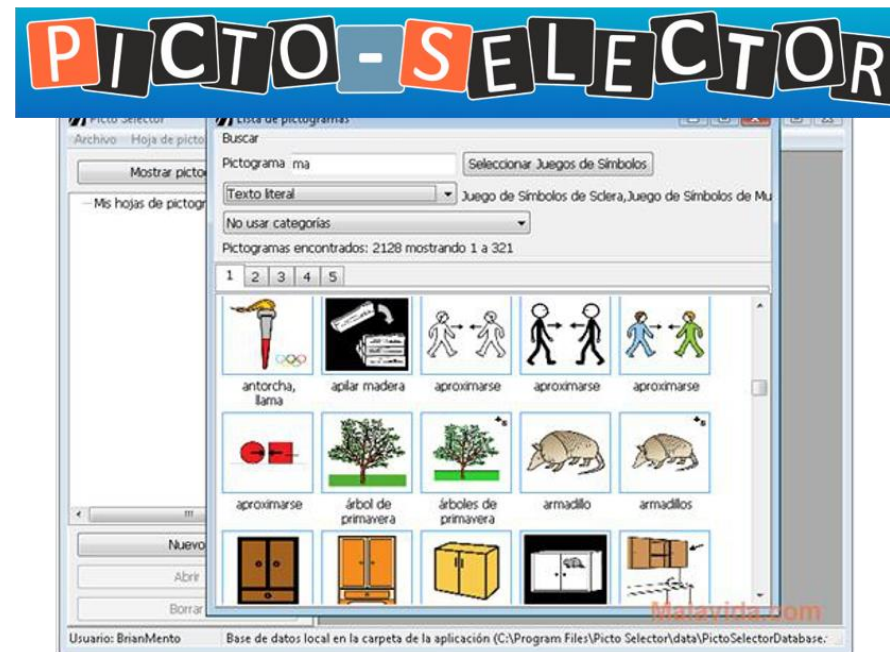 PICTO-SELECTOR
Picto Selector
Lista de pictogramas
Archivo Hoja de picto
Buscar
Pictograma ma
Seleccionar Juegos de Símbolos
Mostrar picto
Texto literal
Juego de Símbolos de Sclera,Juego de Símbolos de Mu
Mis hojas de pictogr
No usar categorías
Pictogramas encontrados: 2128 mostrando 1 a 321
1 2 3 4 5
antorcha,
llama
apilar madera
aproximarse
aproximarse
aproximarse
+s
+s
aproximarse
árbol de
primavera
árboles de
primavera
armadillo
armadillos
Nuevo
Abrir
Borrar
Malavida.com
Usuario: BrianMento
Base de datos local en la carpeta de la aplicación (C:\Program Files\Picto Selector\data\PictoSelectorDatabase.